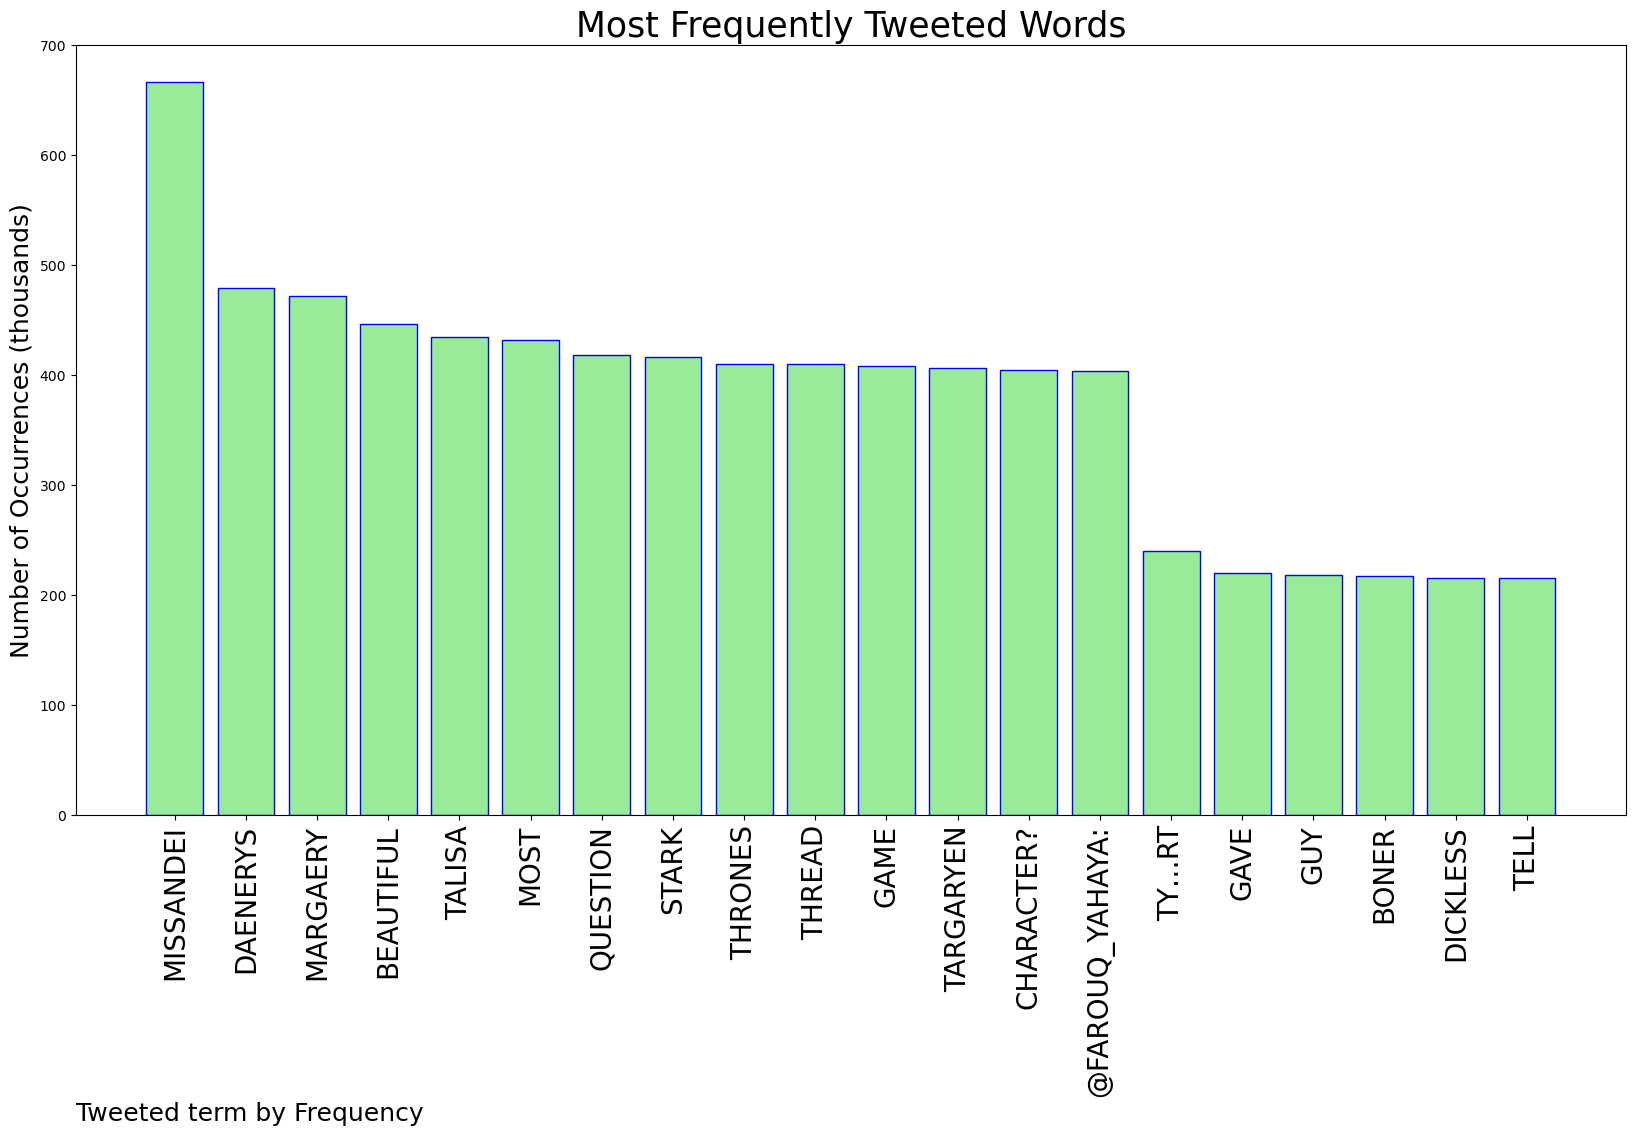 Most Frequently Tweeted Words
Number of Occurrences (thousands)
700
600
500
400
300
200
100
0
MISSANDEI
DAENERYS
MARGAERY
BEAUTIFUL
TALISA
MOST
QUESTION
STARK
THRONES
THREAD
GAME
TARGARYEN
CHARACTER?
@FAROUQ_YAHAYA:
TY…RT
GAVE
GUY
BONER
DICKLESS
TELL
Tweeted term by Frequency